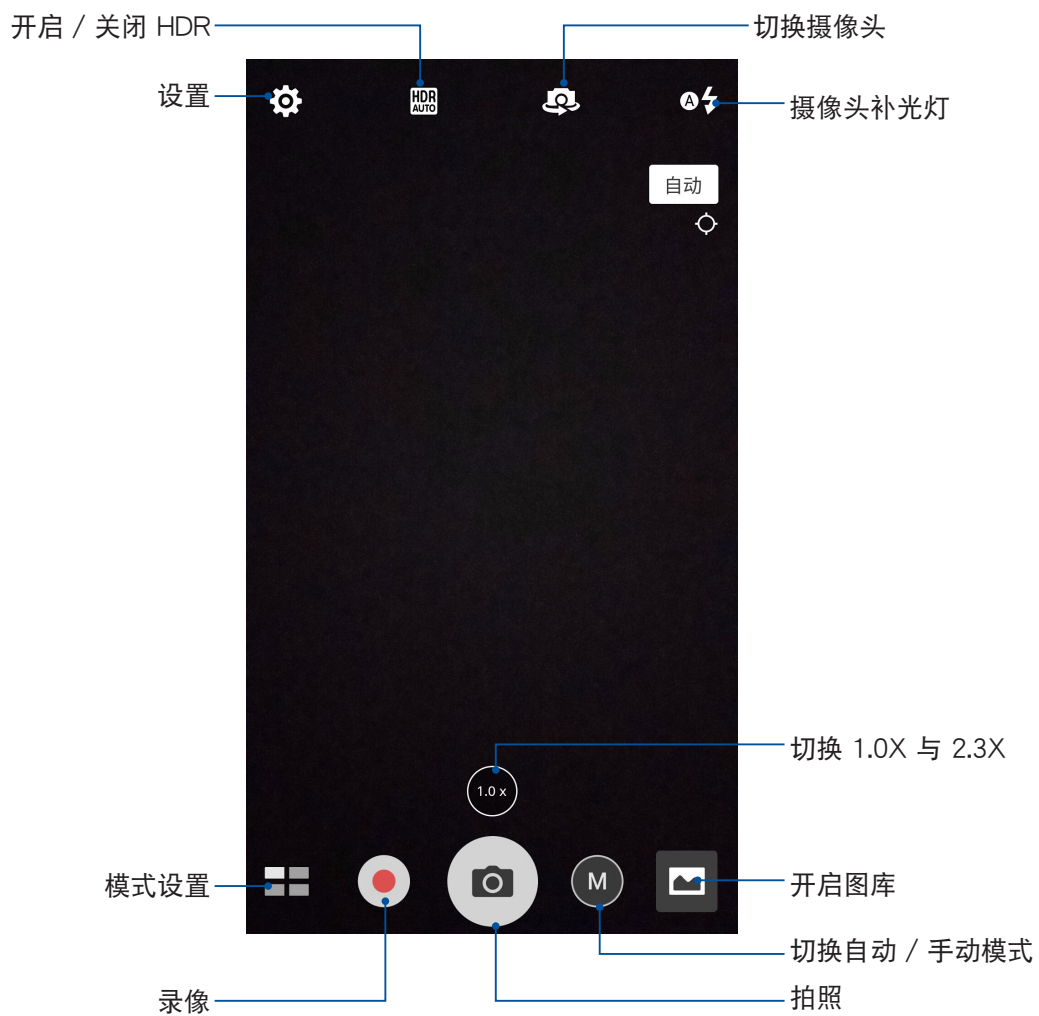 开启 / 关闭 HDR
切换摄像头
设置
HDR
AUTO
A
摄像头补光灯
自动
切换 1.0X 与 2.3X
1.0 x
模式设置
M
开启图库
切换自动 / 手动模式
录像
拍照